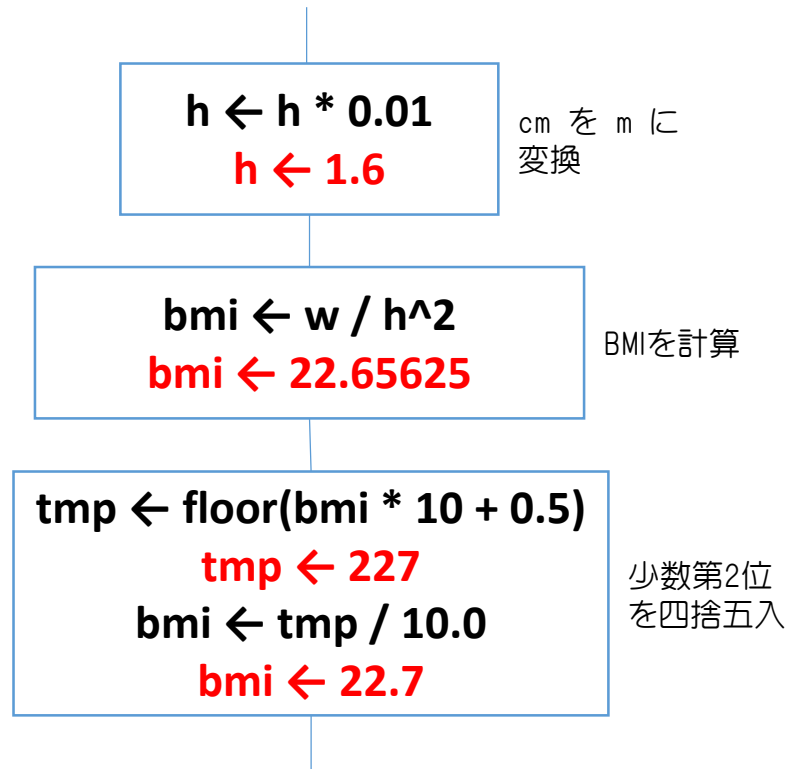 h ← h * 0.01
h ← 1.6
cm を m に
変換
bmi ← w / h^2
bmi ← 22.65625
BMIを計算
tmp ← floor(bmi * 10 + 0.5)
tmp ← 227
bmi ← tmp / 10.0
bmi ← 22.7
少数第2位
を四捨五入